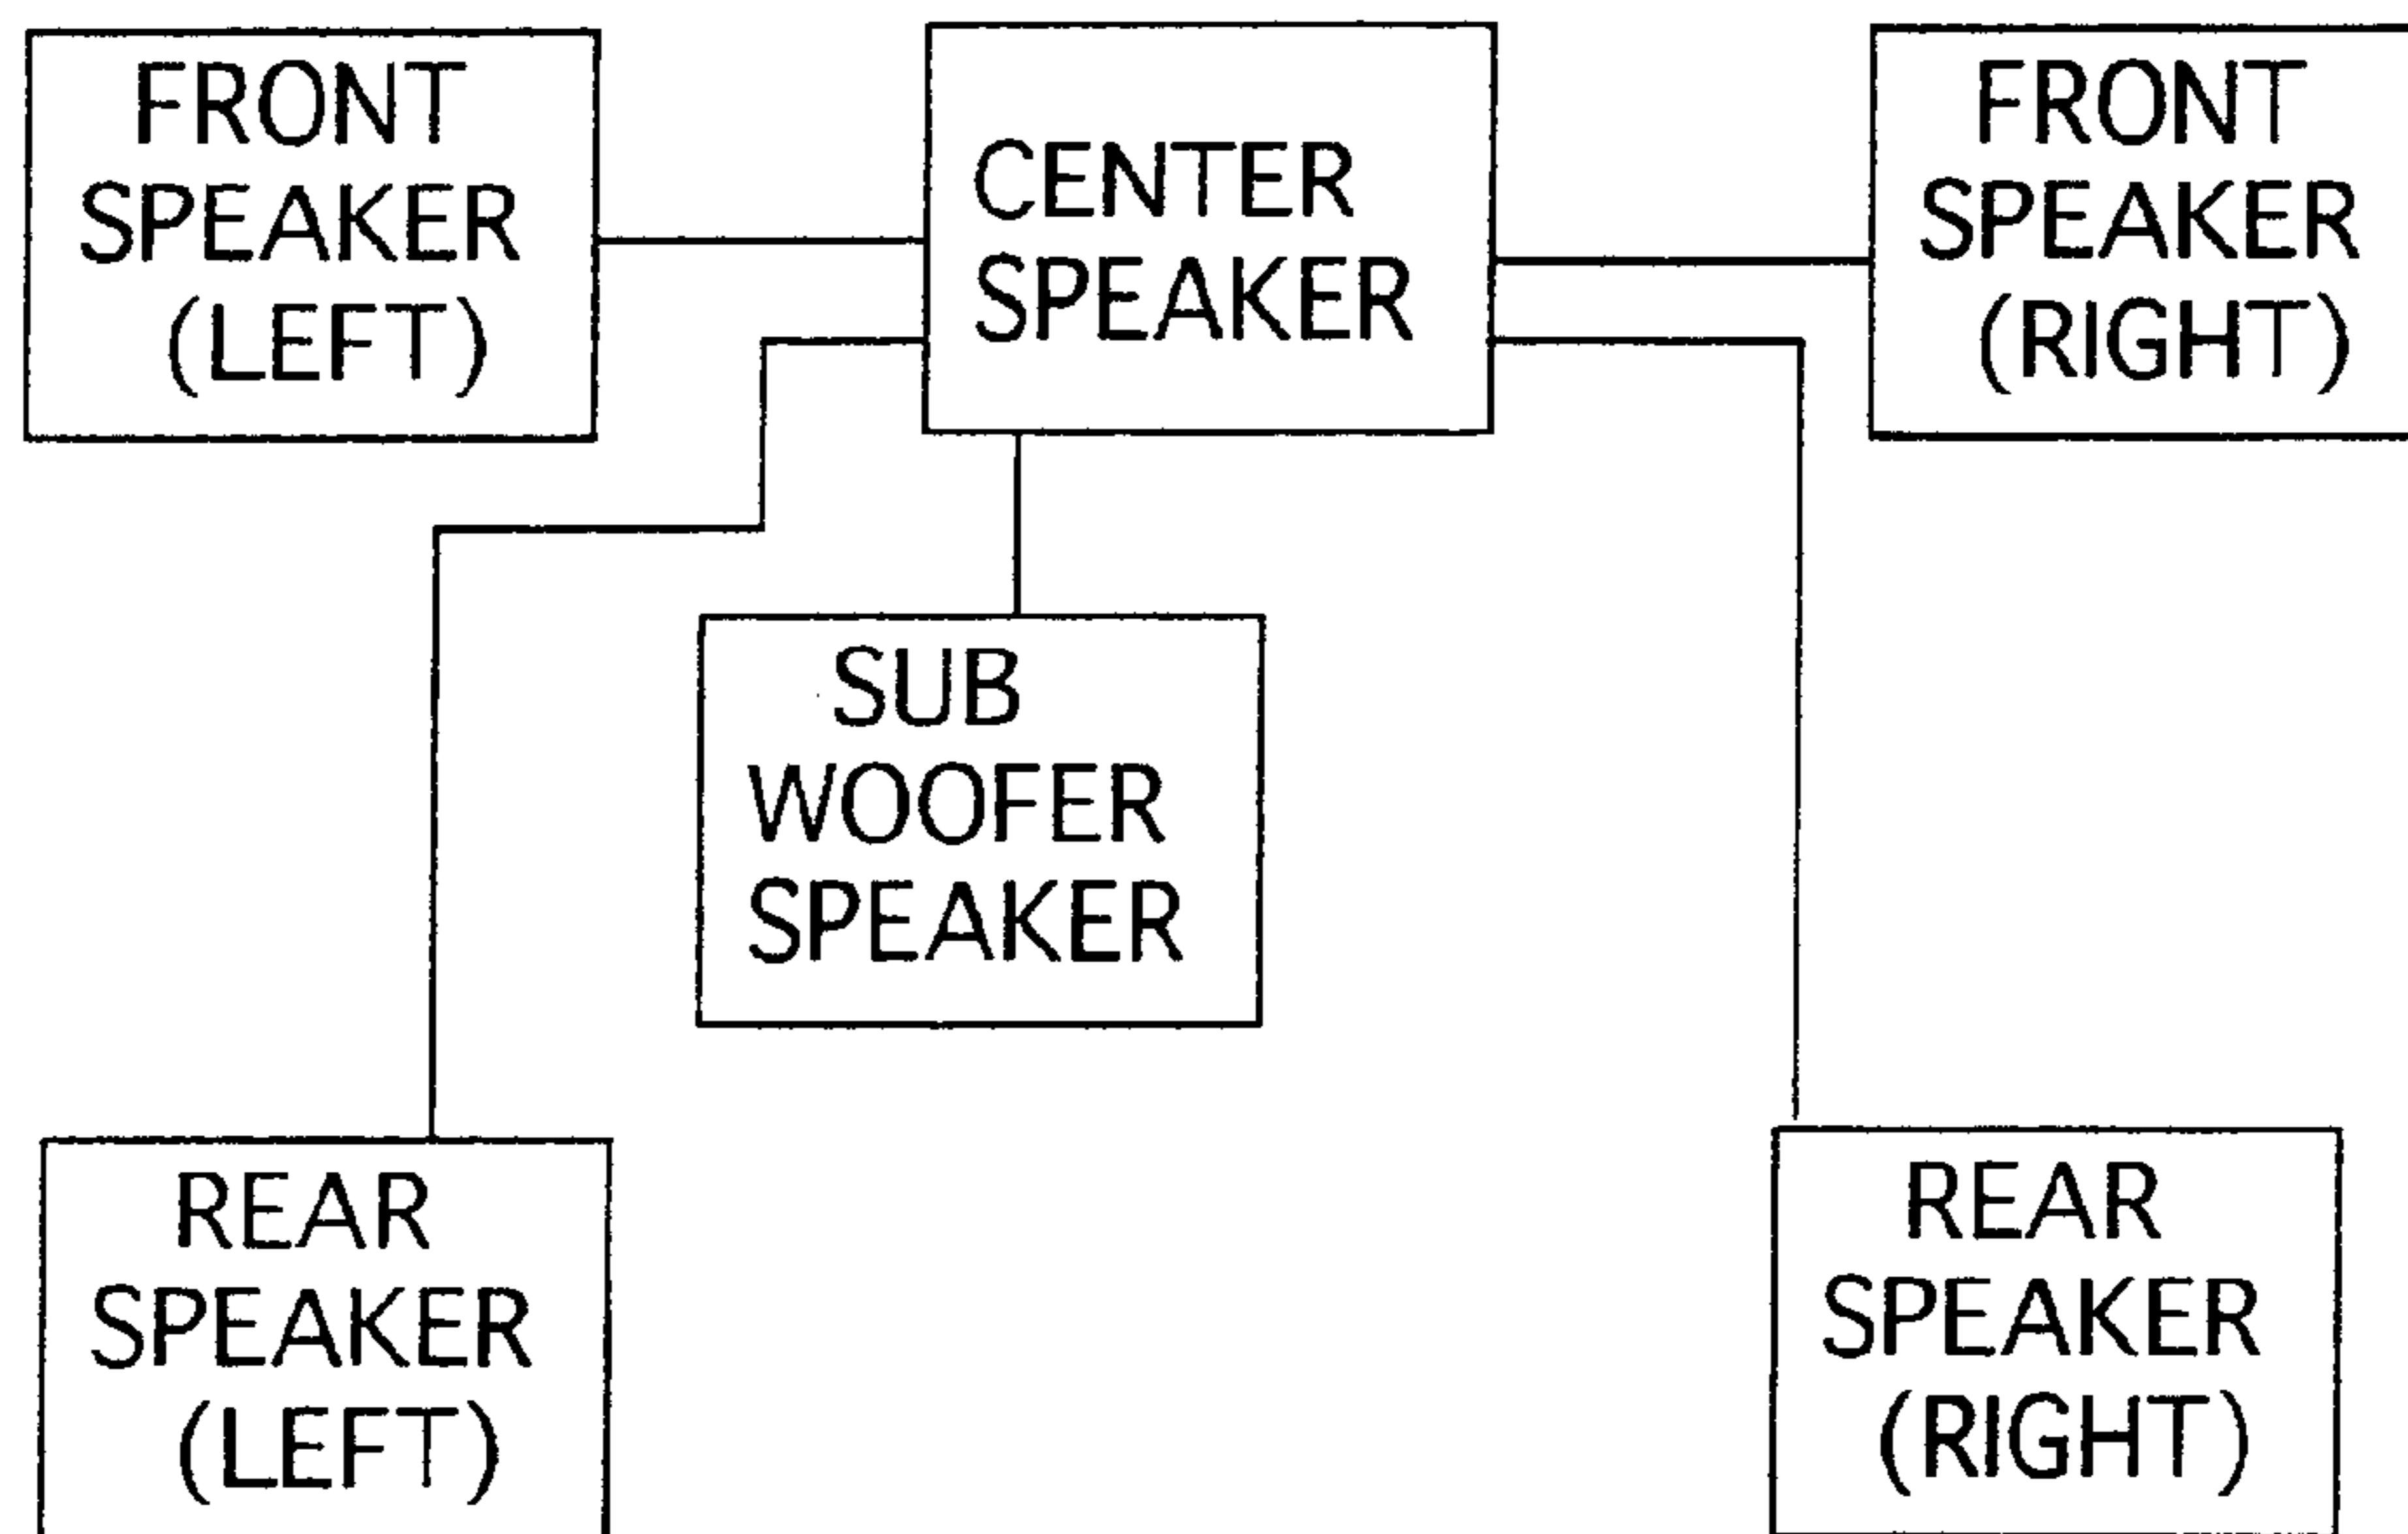 FRONT
SPEAKER
(LEFT)
CENTER
SPEAKER
FRONT
SPEAKER
(RIGHT)
SUB
WOOFER
SPEAKER
REAR
SPEAKER
(LEFT)
REAR
SPEAKER
(RIGHT)